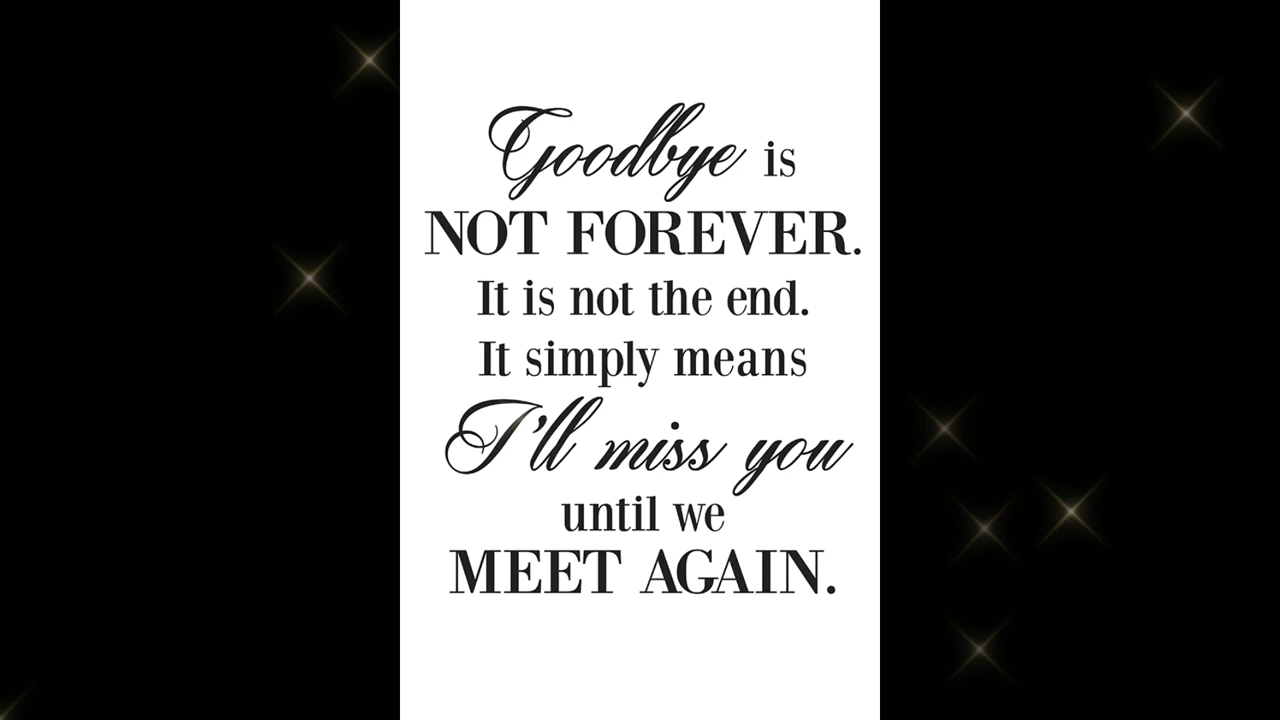 Goodbye is
NOT FOREVER.
It is not the end.
It simply means
I'll miss you
until we
MEET AGAIN.